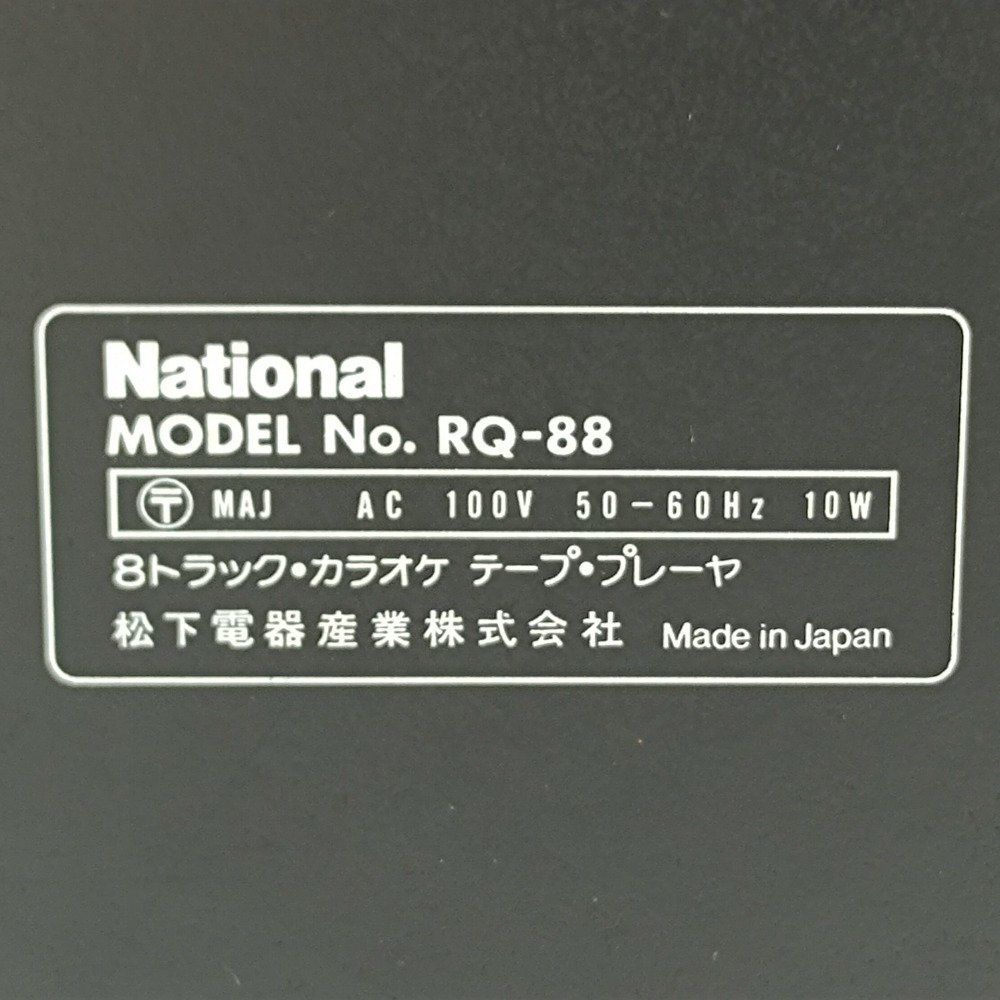 National
MODEL No. RQ-88
〒 MAJ AC 100V 50-60Hz 10W
8トラック・カラオケ テープ・プレーヤ
松下電器産業株式会社 Made in Japan